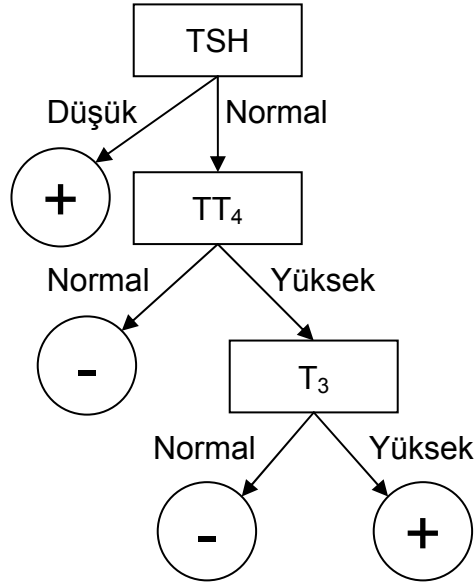 TSH
Düşük Normal
+
TT₄
Normal Yüksek
-
T₃
Normal Yüksek
- +